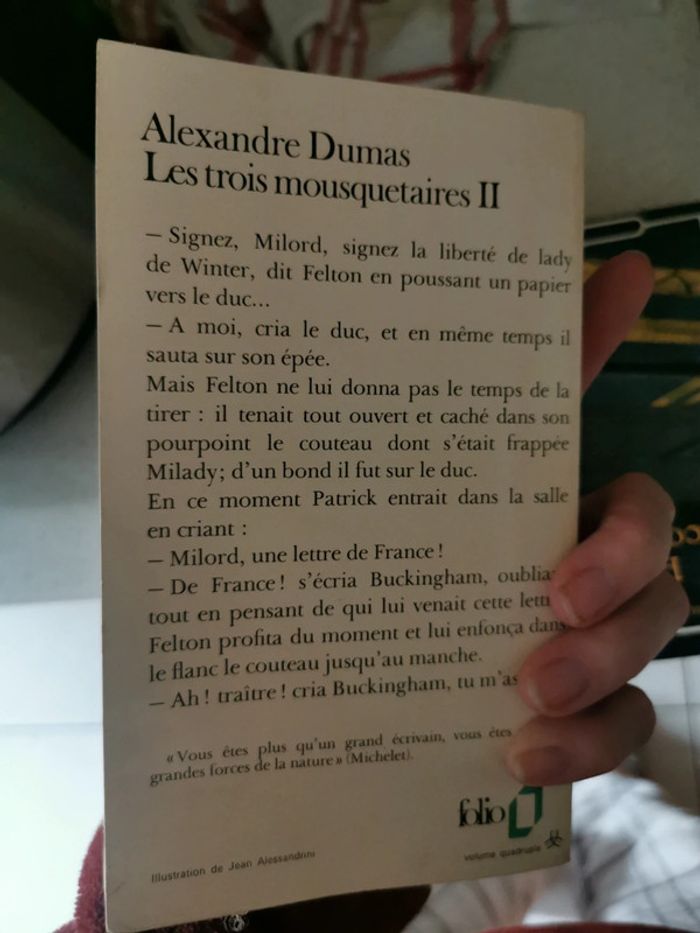 Alexandre Dumas
Les trois mousquetaires II
– Signez, Milord, signez la liberté de lady
de Winter, dit Felton en poussant un papier
vers le duc...
– A moi, cria le duc, et en même temps il
sauta sur son épée.
Mais Felton ne lui donna pas le temps de la
tirer : il tenait tout ouvert et caché dans son
pourpoint le couteau dont s'était frappée
Milady; d'un bond il fut sur le duc.
En ce moment Patrick entrait dans la salle
en criant :
– Milord, une lettre de France!
– De France! s'écria Buckingham,
tout en pensant de qui lui venait cette
Felton profita du moment et lui enfonça dans
le flanc le couteau jusqu'au manche.
– Ah! traître! cria Buckingham, tu
« Vous êtes plus qu'un grand écrivain, vous êtes
grandes forces de la nature » (Michelet).
folio
Illustration de Jean Alessandrini
volume quadruple